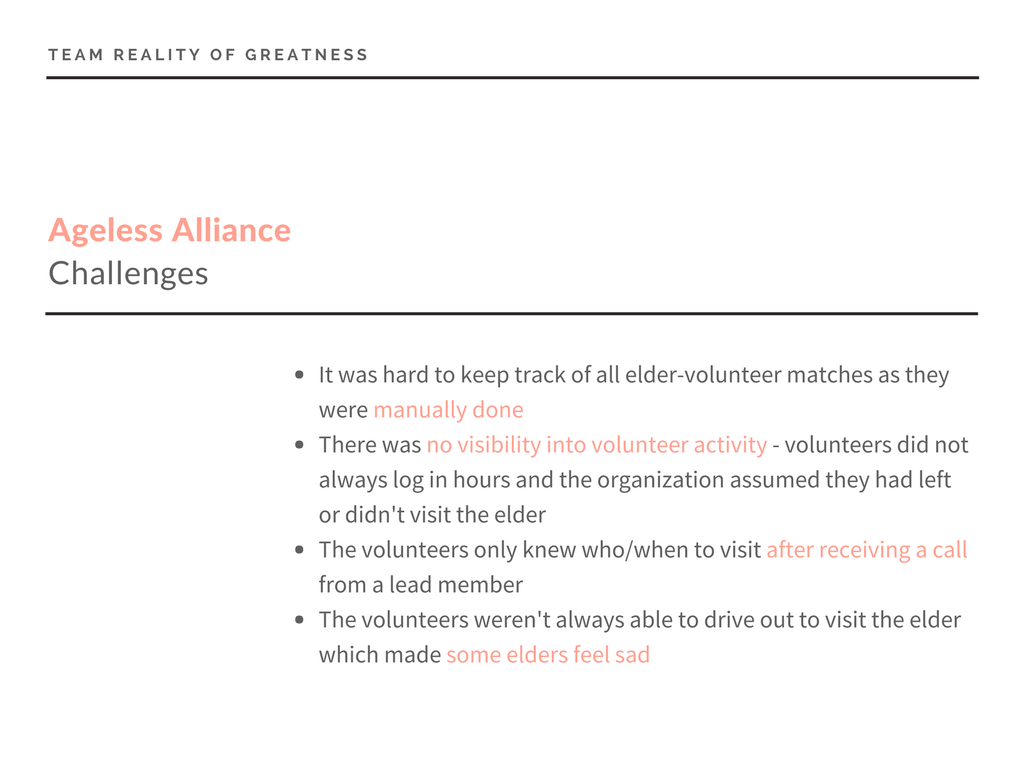 TEAM REALITY OF GREATNESS
Ageless Alliance
Challenges
• It was hard to keep track of all elder-volunteer matches as they
were manually done
• There was no visibility into volunteer activity - volunteers did not
always log in hours and the organization assumed they had left
or didn't visit the elder
• The volunteers only knew who/when to visit after receiving a call
from a lead member
• The volunteers weren't always able to drive out to visit the elder
which made some elders feel sad